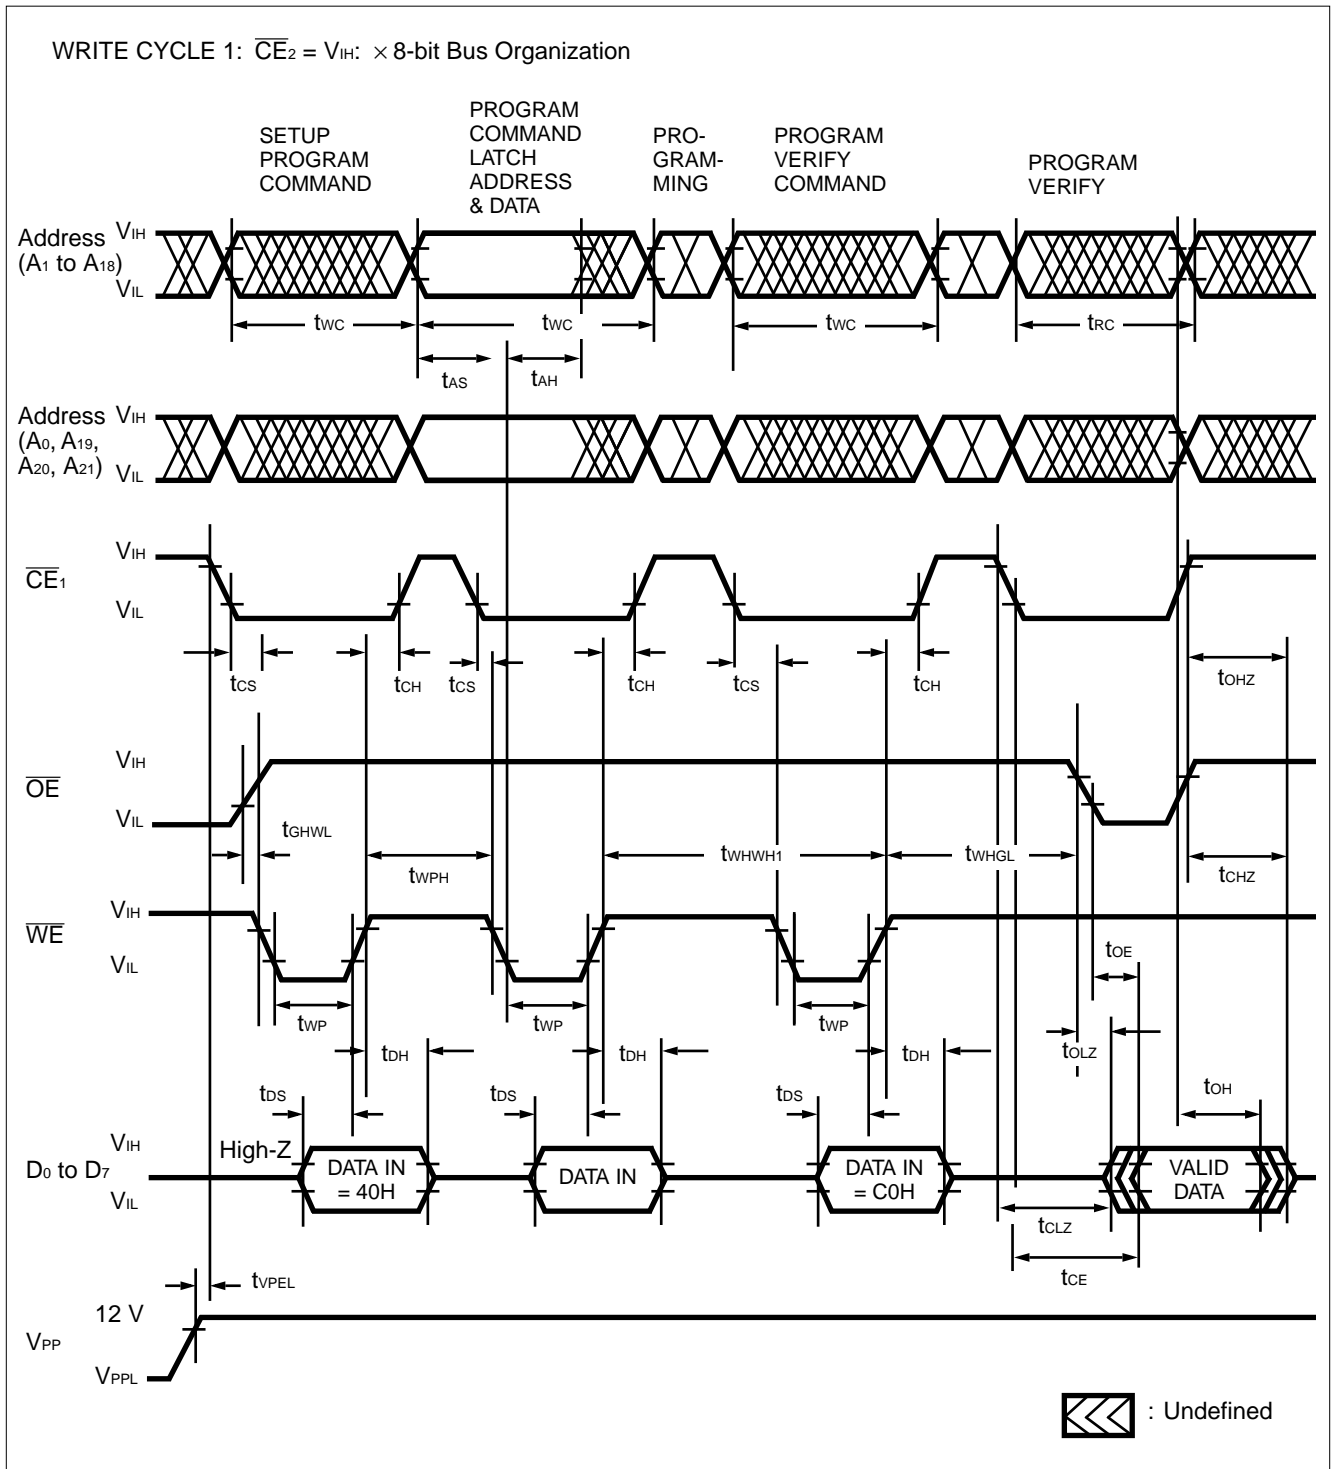 WRITE CYCLE 1: CE2 = VIH: × 8-bit Bus Organization
SETUP
PROGRAM
COMMAND
PROGRAM
COMMAND
LATCH
ADDRESS
& DATA
PRO-
GRAM-
MING
PROGRAM
VERIFY
COMMAND
PROGRAM
VERIFY
Address
(A1 to A18)
VIH
VIL
tWC
tWC
tWC
tRC
tAS
tAH
Address
(A0, A19,
A20, A21)
VIH
VIL
CE1
VIH
VIL
tCS
tCH
tCS
tCH
tCS
tCH
tOHZ
OE
VIH
VIL
tGHWL
tWPH
tWHWH1
tWHGL
tCHZ
WE
VIH
VIL
tOE
tWP
tWP
tWP
tDH
tDH
tDH
tOLZ
tDS
tDS
tDS
tOH
D0 to D7
VIH
VIL
High-Z
DATA IN
= 40H
DATA IN
DATA IN
= C0H
VALID
DATA
tCLZ
tCE
tVPEL
VPP
12 V
VPPL
: Undefined